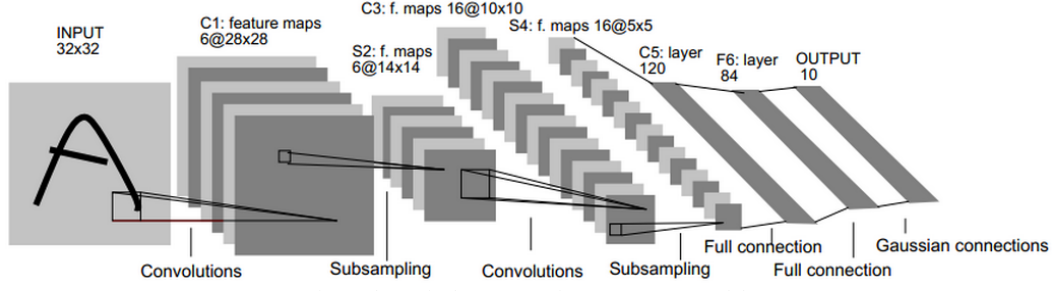 INPUT
32x32
C1: feature maps
6@28x28
S2: f. maps
6@14x14
C3: f. maps 16@10x10
S4: f. maps 16@5x5
C5: layer
120
F6: layer
84
OUTPUT
10
Convolutions
Subsampling
Convolutions
Subsampling
Full connection
Full connection
Gaussian connections